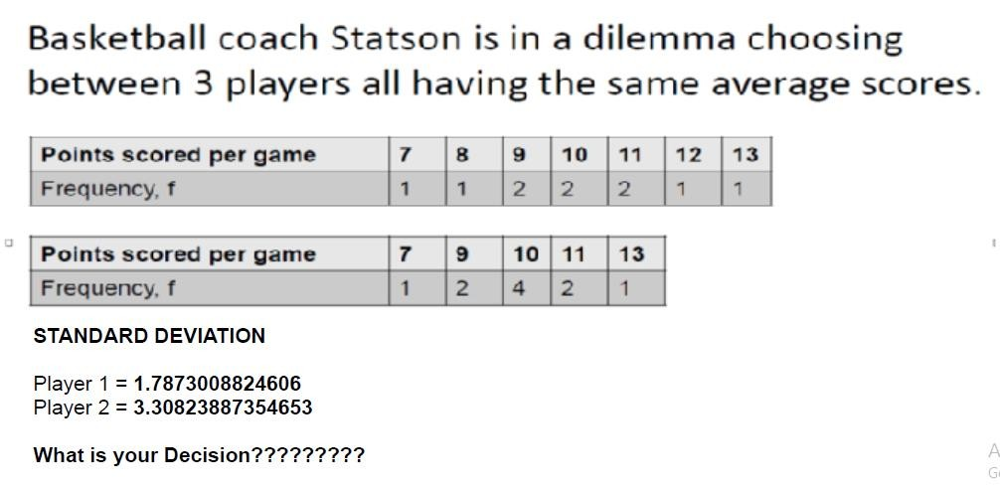 Basketball coach Statson is in a dilemma choosing
between 3 players all having the same average scores.
Points scored per game 7 8 9 10 11 12 13
Frequency, f 1 1 2 2 2 1 1
Points scored per game 7 9 10 11 13
Frequency, f 1 2 4 2 1
STANDARD DEVIATION
Player 1 = 1.7873008824606
Player 2 = 3.30823887354653
What is your Decision?????????